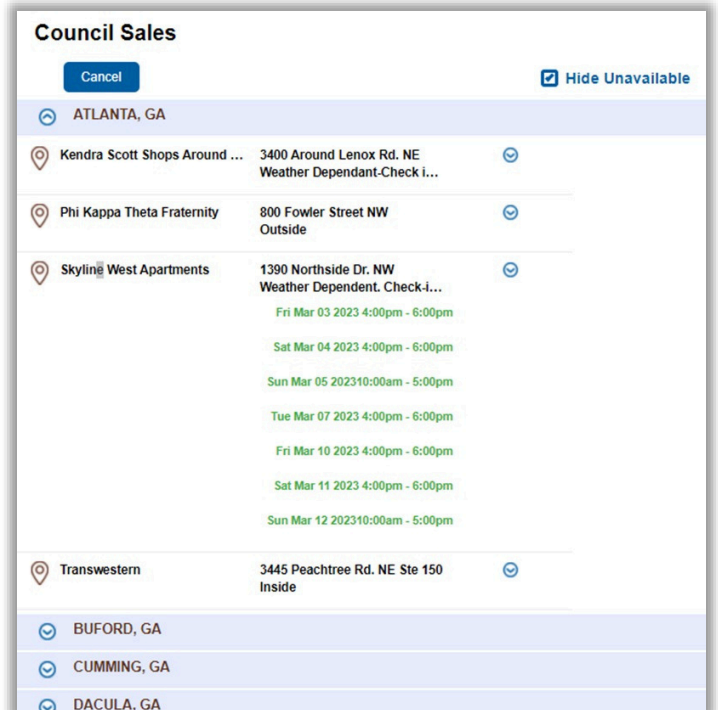 Council Sales
Cancel
Hide Unavailable
ATLANTA, GA
Kendra Scott Shops Around ...
3400 Around Lenox Rd. NE
Weather Dependant-Check i...
Phi Kappa Theta Fraternity
800 Fowler Street NW
Outside
Skyline West Apartments
1390 Northside Dr. NW
Weather Dependent. Check-i...
Fri Mar 03 2023 4:00pm - 6:00pm
Sat Mar 04 2023 4:00pm - 6:00pm
Sun Mar 05 202310:00am - 5:00pm
Tue Mar 07 2023 4:00pm - 6:00pm
Fri Mar 10 2023 4:00pm - 6:00pm
Sat Mar 11 2023 4:00pm - 6:00pm
Sun Mar 12 202310:00am - 5:00pm
Transwestern
3445 Peachtree Rd. NE Ste 150
Inside
BUFORD, GA
CUMMING, GA
DACULA, GA